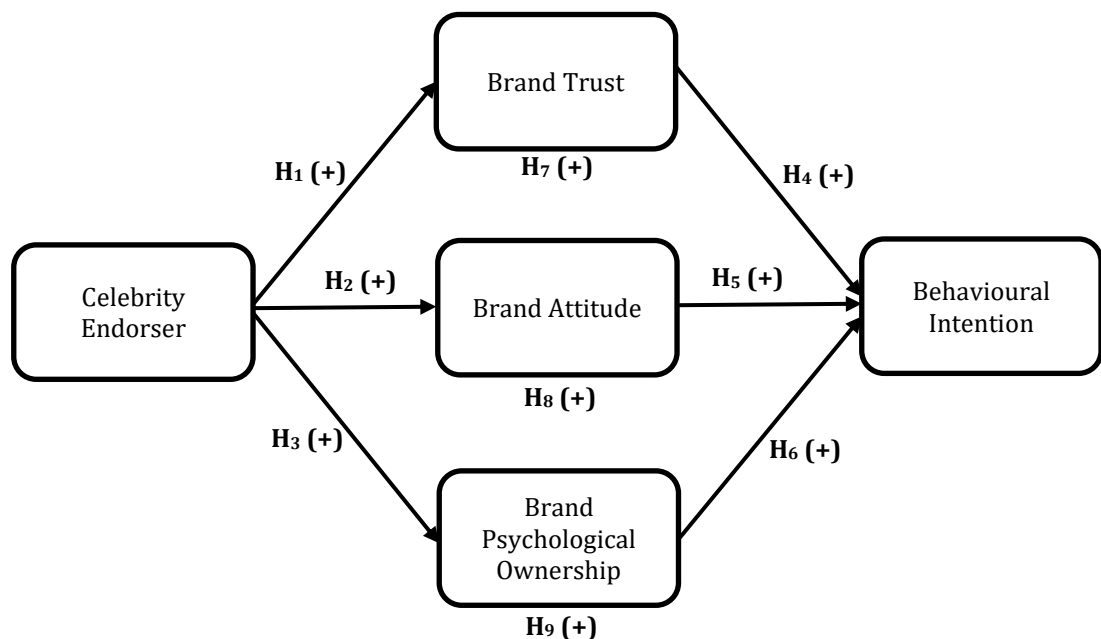 Brand Trust
H₇ (+)
H₁ (+)
H₄ (+)
Celebrity
Endorser
H₂ (+)
Brand Attitude
H₅ (+)
Behavioural
Intention
H₈ (+)
H₃ (+)
H₆ (+)
Brand
Psychological
Ownership
H₉ (+)